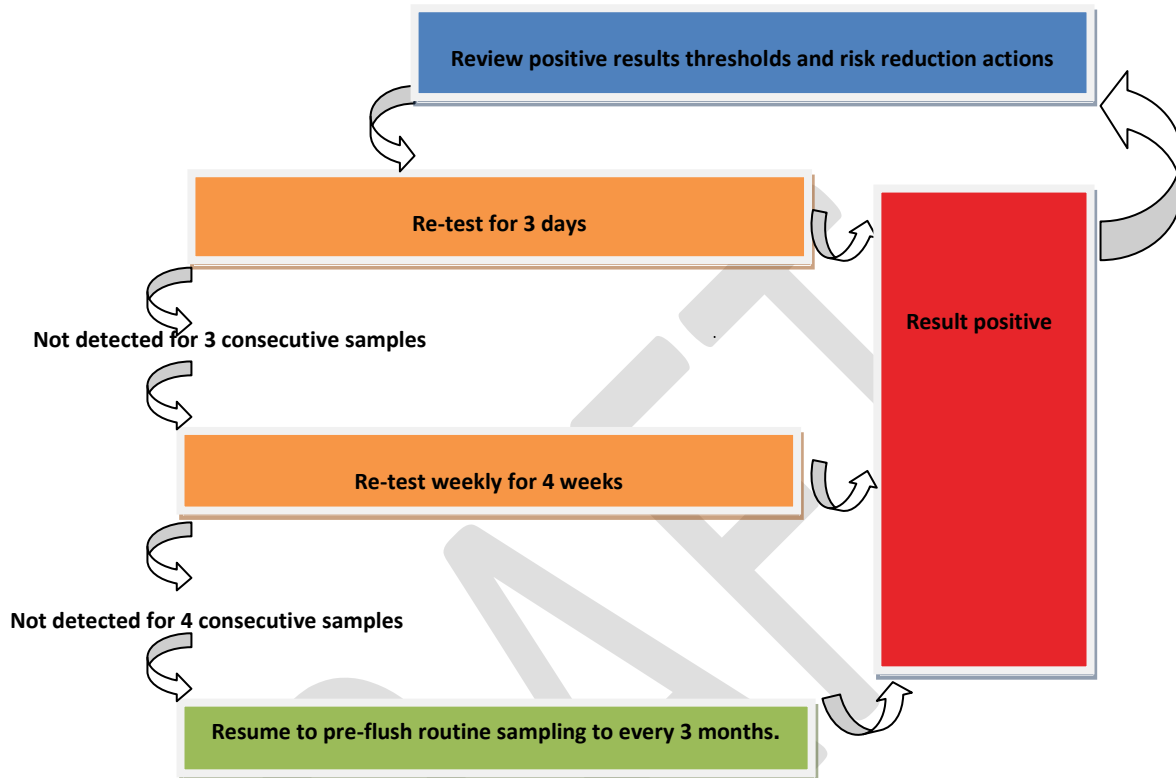 Review positive results thresholds and risk reduction actions
Re-test for 3 days
Result positive
Not detected for 3 consecutive samples
Re-test weekly for 4 weeks
Not detected for 4 consecutive samples
Resume to pre-flush routine sampling to every 3 months.